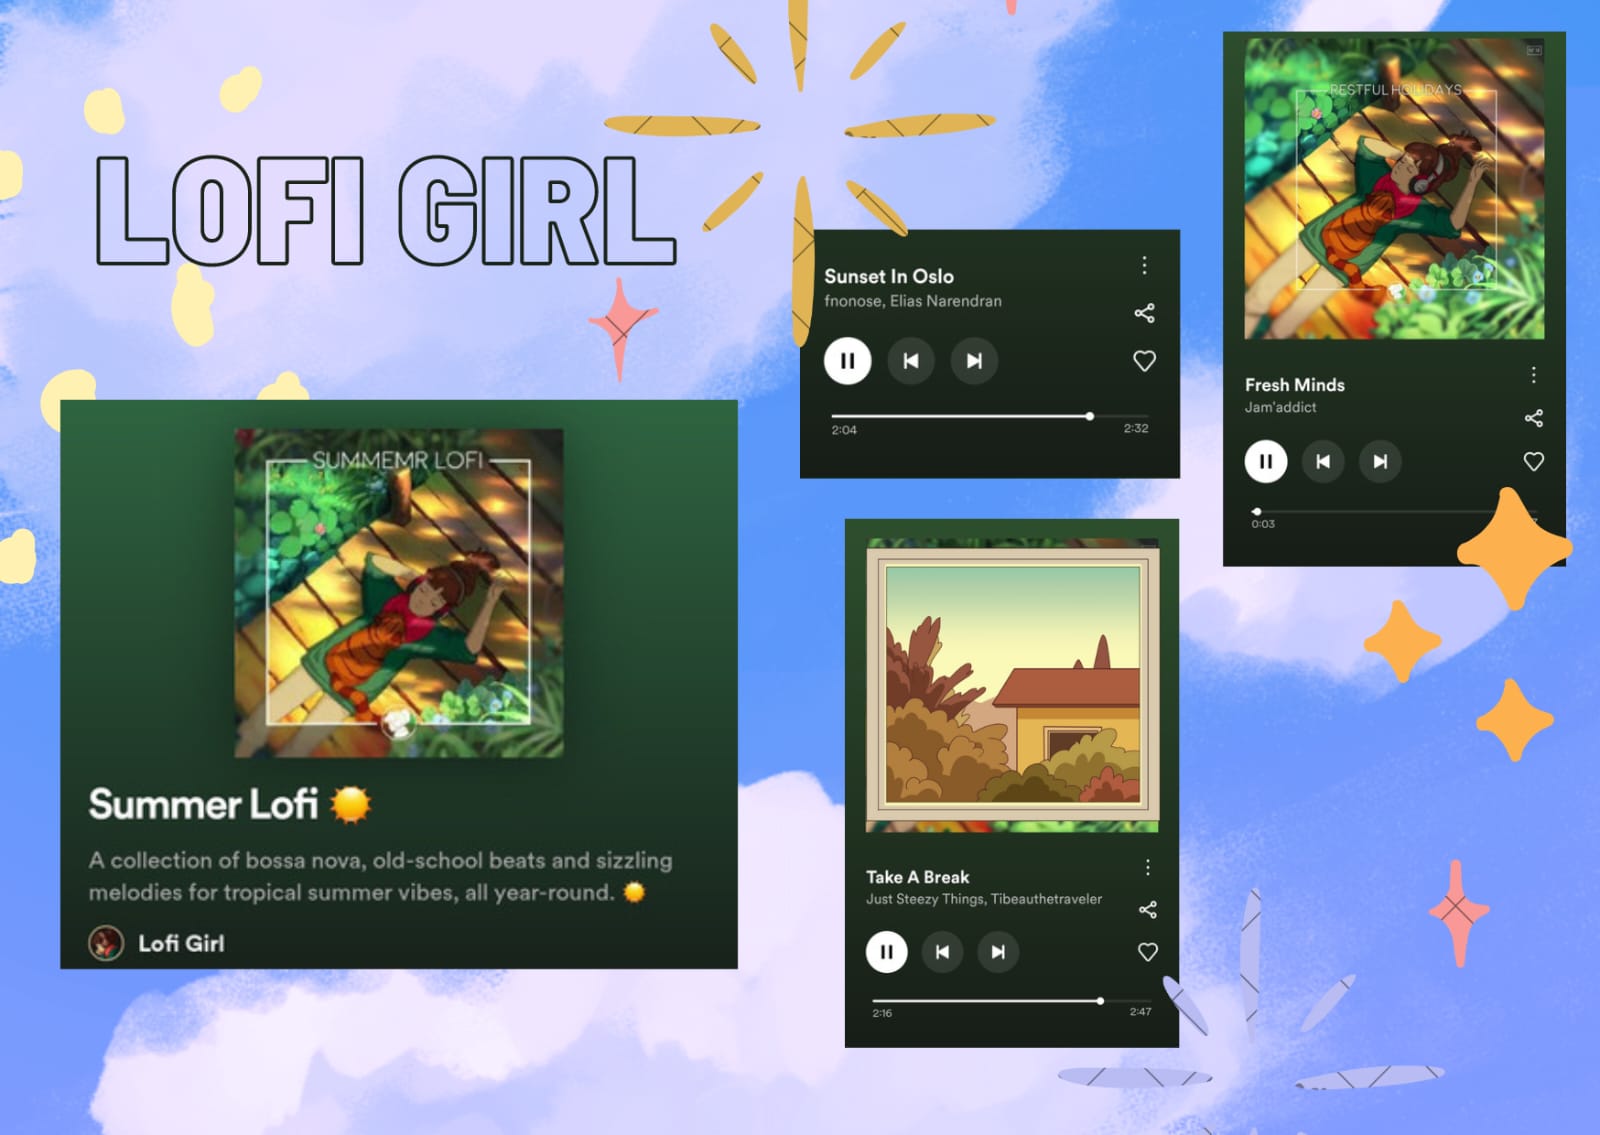 LOFI GIRL
SUMMEMR LOFI
Summer Lofi
A collection of bossa nova, old-school beats and sizzling
melodies for tropical summer vibes, all year-round.
Lofi Girl
Sunset In Oslo
fnonose, Elias Narendran
2:04
2:32
Take A Break
Just Steezy Things, Tibeauthetraveler
2:16
2:47
RESTFUL HOLIDAYS
Fresh Minds
Jam'addict
0:03